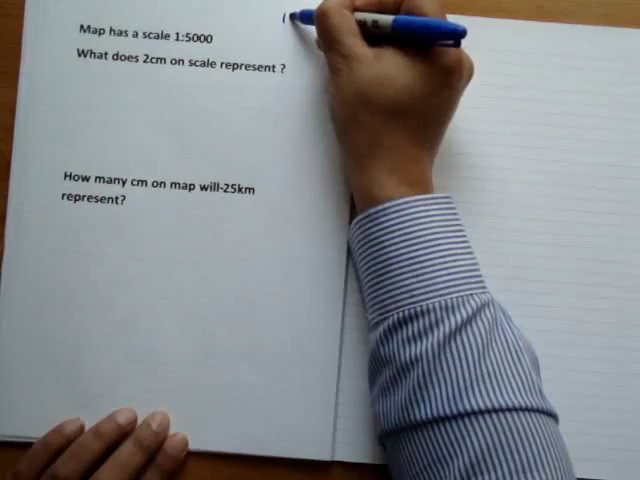 Map has a scale 1:5000
What does 2cm on scale represent ?
How many cm on map will-25km
represent?